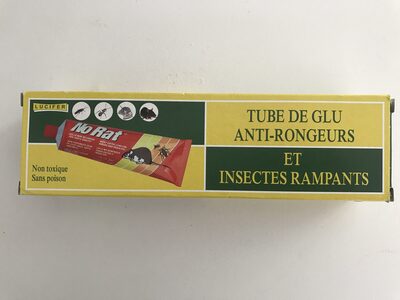 LUCIFER
No Rat
Non toxique
Sans poison
TUBE DE GLU
ANTI-RONGEURS
ET
INSECTES RAMPANTS